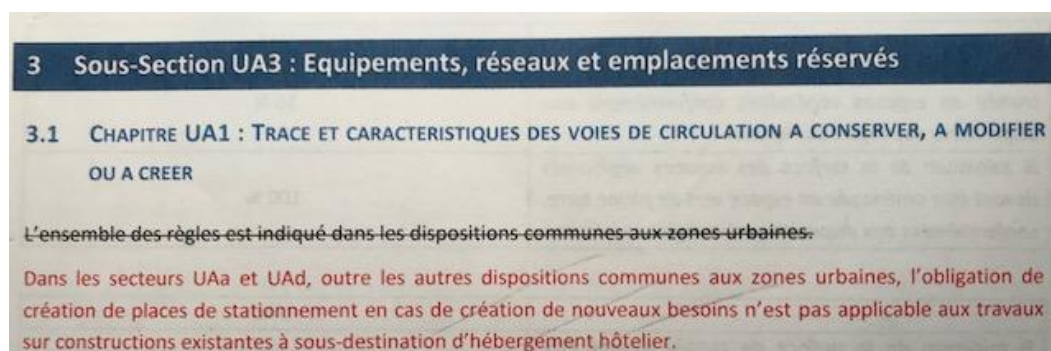 3 Sous-Section UA3 : Equipements, réseaux et emplacements réservés
3.1 CHAPITRE UA1 : TRACE ET CARACTERISTIQUES DES VOIES DE CIRCULATION A CONSERVER, A MODIFIER
OU A CREER
L'ensemble des règles est indiqué dans les dispositions communes aux zones urbaines.
Dans les secteurs UAa et UAd, outre les autres dispositions communes aux zones urbaines, l'obligation de
création de places de stationnement en cas de création de nouveaux besoins n'est pas applicable aux travaux
sur constructions existantes à sous-destination d'hébergement hôtelier.